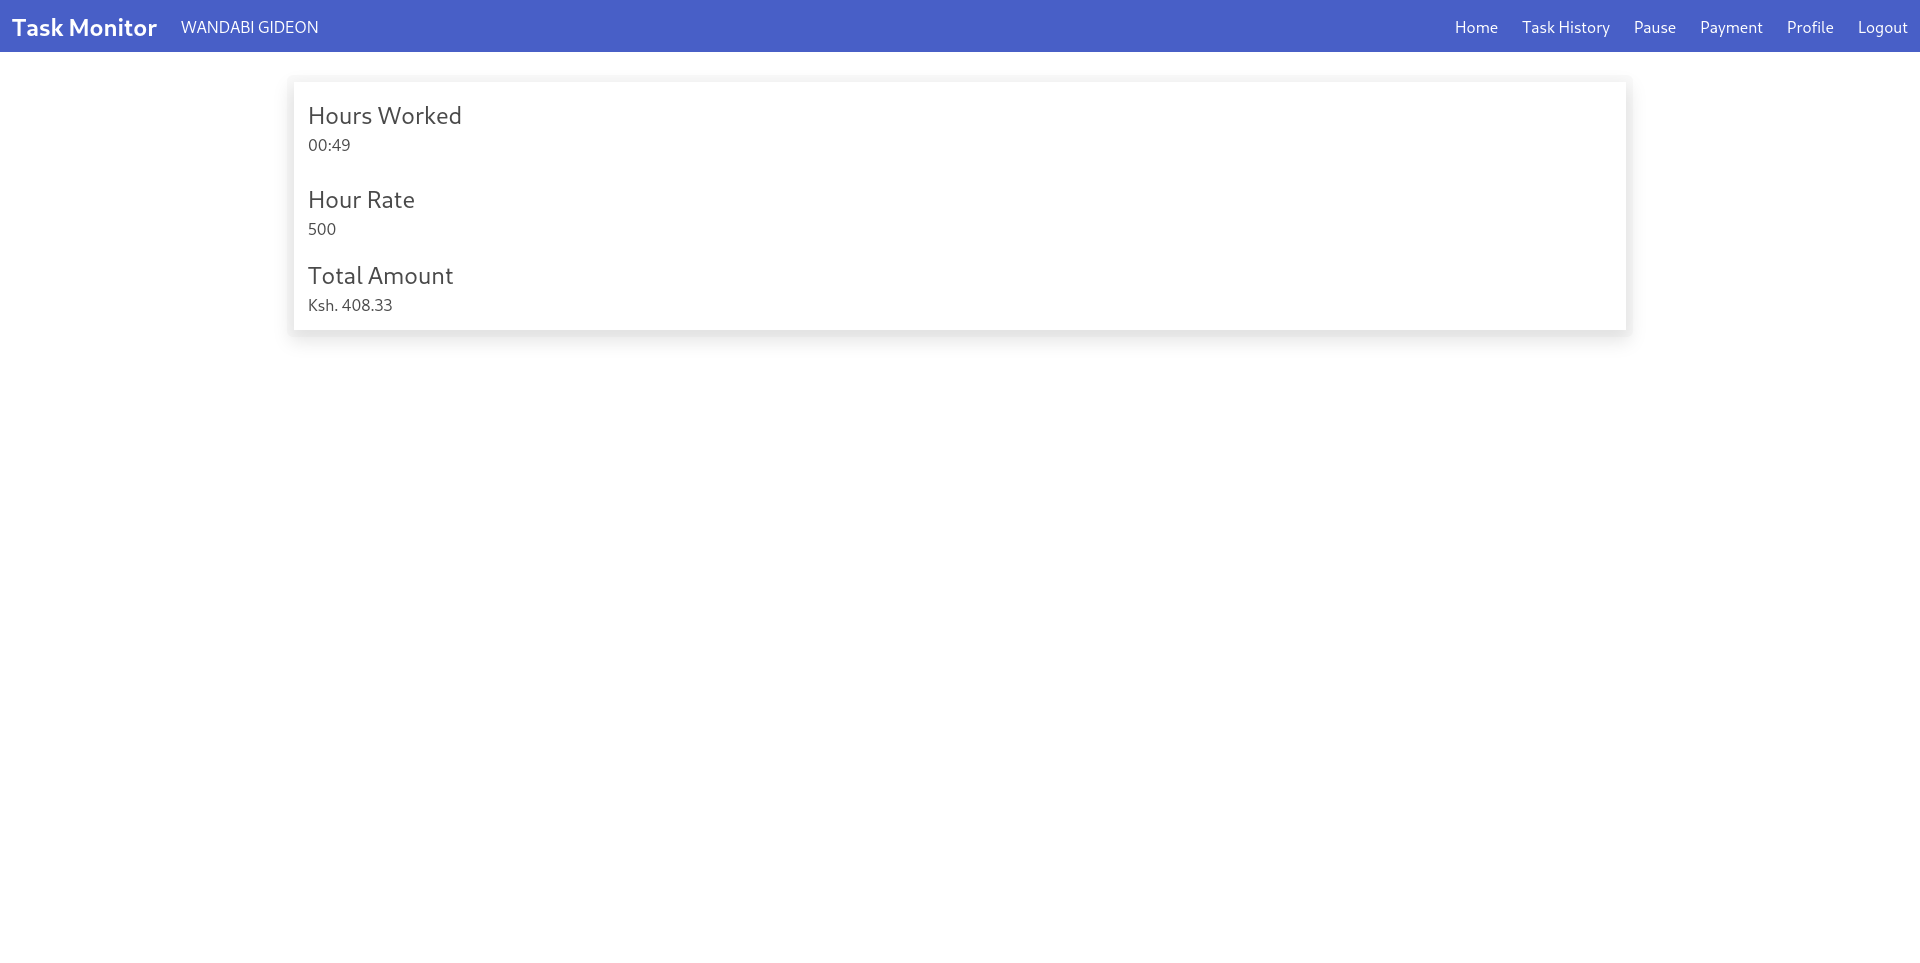 Task Monitor WANDABI GIDEON Home Task History Pause Payment Profile Logout
Hours Worked
00:49
Hour Rate
500
Total Amount
Ksh. 408.33